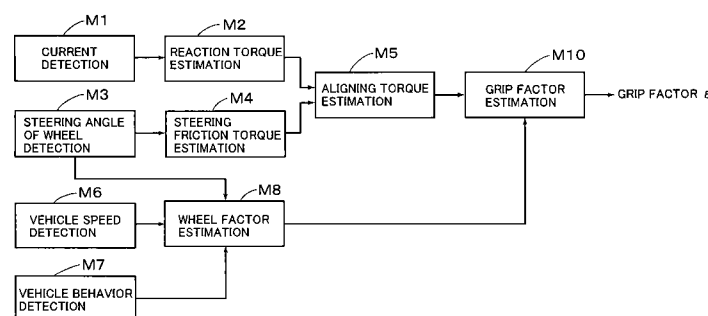 M1
CURRENT
DETECTION
M2
REACTION TORQUE
ESTIMATION
M3
STEERING ANGLE
OF WHEEL
DETECTION
M4
STEERING
FRICTION TORQUE
ESTIMATION
M5
ALIGNING TORQUE
ESTIMATION
M10
GRIP FACTOR
ESTIMATION
GRIP FACTOR ε
M6
VEHICLE SPEED
DETECTION
M8
WHEEL FACTOR
ESTIMATION
M7
VEHICLE BEHAVIOR
DETECTION